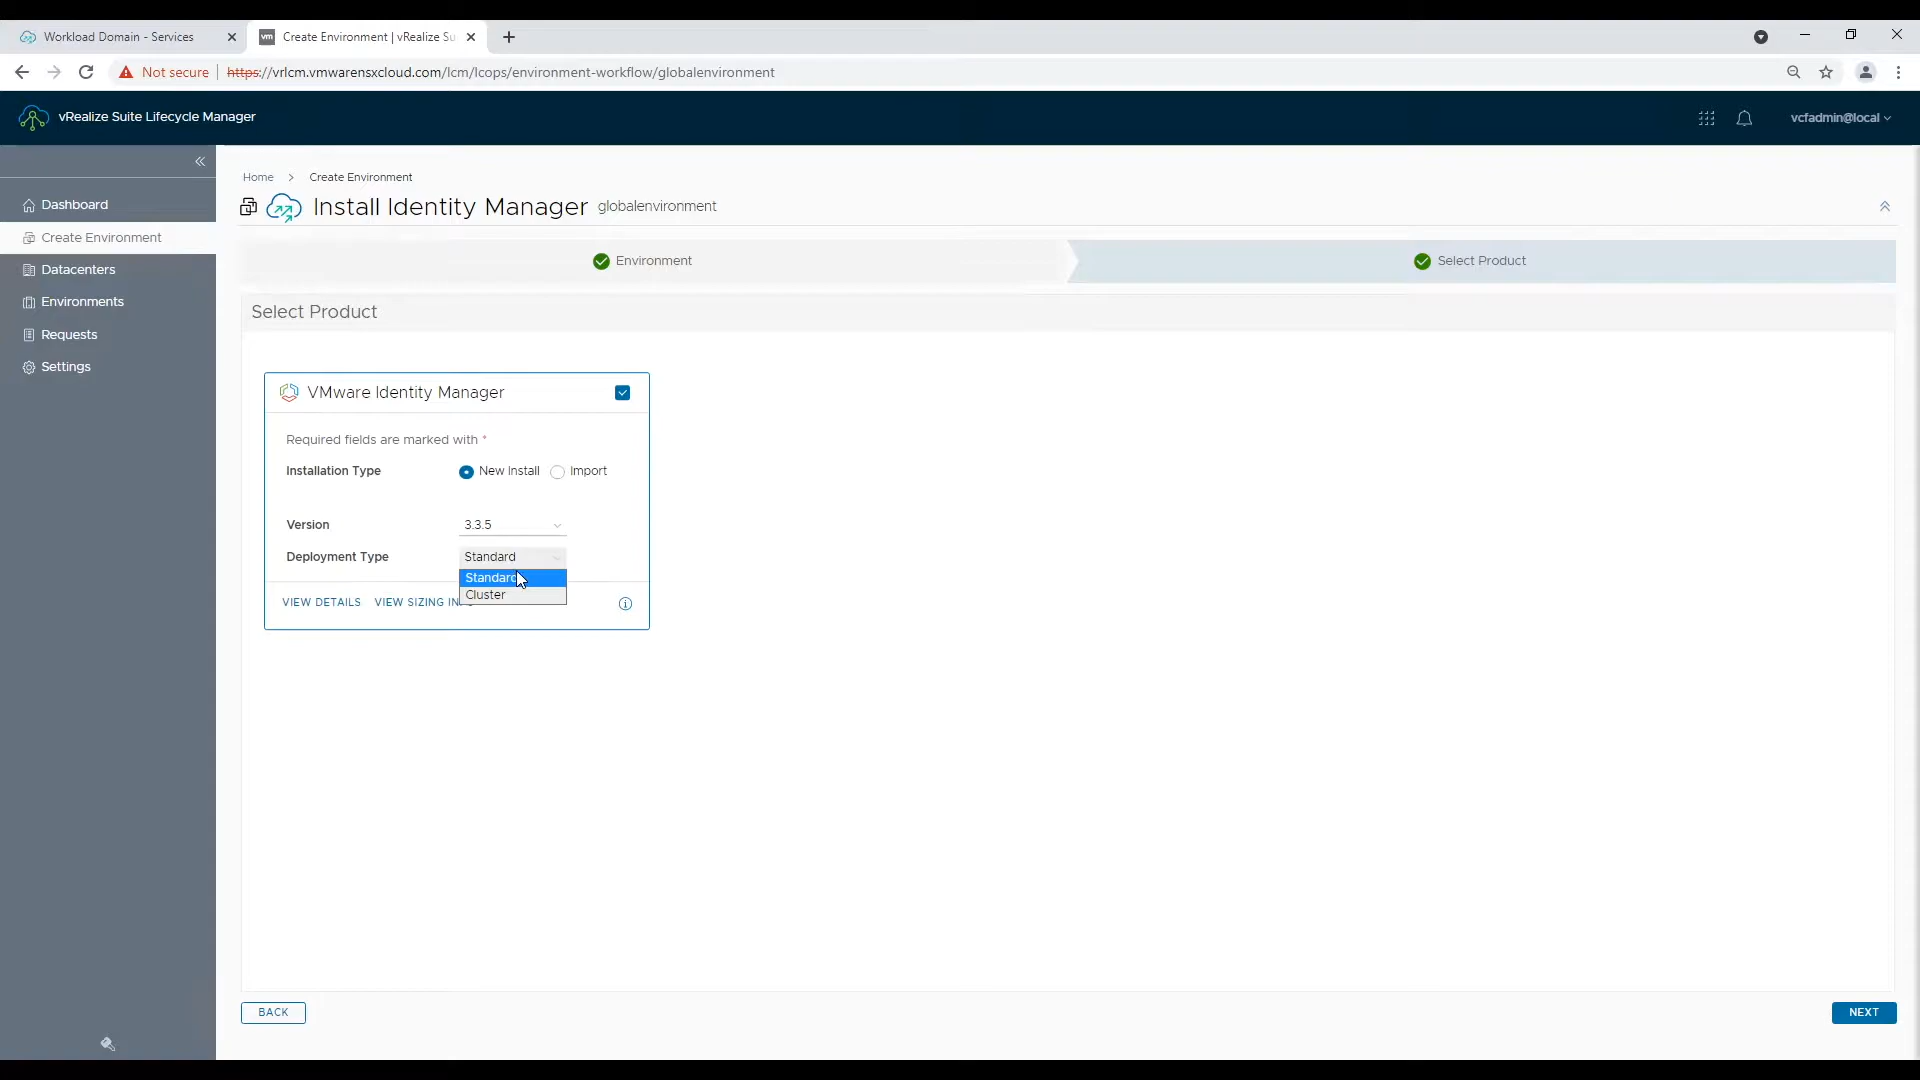 Workload Domain - Services
Create Environment | vRealize Su
Not secure
https://vrlcm.vmwarensxcloud.com/lcm/lcops/environment-workflow/globalenvironment
vm
vRealize Suite Lifecycle Manager
vcfadmin@local
Home > Create Environment
Install Identity Manager globalenvironment
Dashboard
Create Environment
Datacenters
Environments
Requests
Settings
Environment
Select Product
Select Product
VMware Identity Manager
Required fields are marked with *
Installation Type
New Install
Import
Version
3.3.5
Deployment Type
Standard
Standard
Cluster
VIEW DETAILS
VIEW SIZING
BACK
NEXT